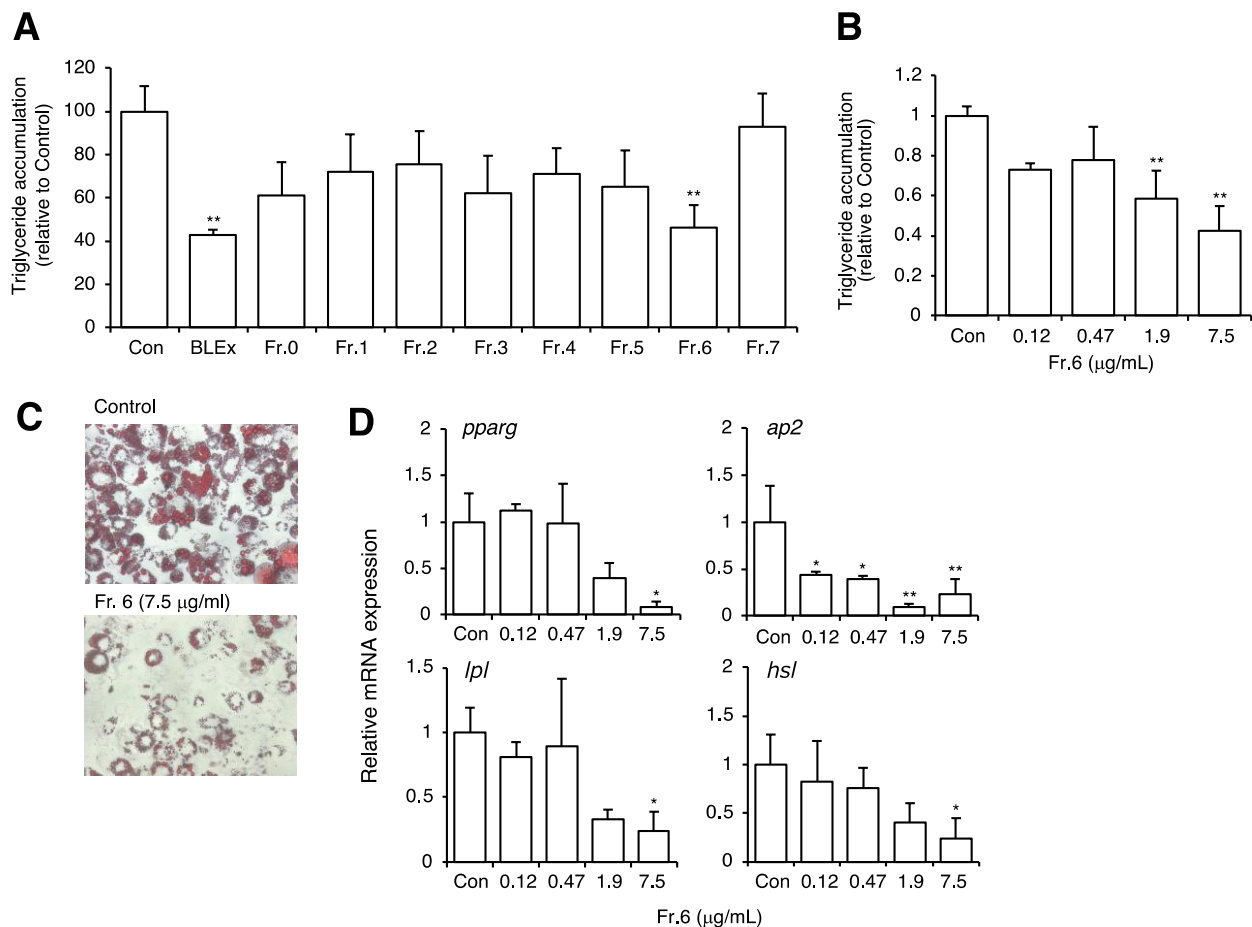 A
Triglyceride accumulation
(relative to Control)
120
100
80
60
40
20
0
**
**
Con BLEx Fr.0 Fr.1 Fr.2 Fr.3 Fr.4 Fr.5 Fr.6 Fr.7
B
Triglyceride accumulation
(relative to Control)
1.2
1
0.8
0.6
0.4
0.2
0
**
**
Con 0.12 0.47 1.9 7.5
Fr.6 (μg/mL)
C
Control
Fr. 6 (7.5 μg/ml)
D
Relative mRNA expression
pparg
2
1.5
1
0.5
0
*
Con 0.12 0.47 1.9 7.5
ap2
2
1.5
1
0.5
0
* * ** **
Con 0.12 0.47 1.9 7.5
lpl
1.5
1
0.5
0
*
Con 0.12 0.47 1.9 7.5
hsl
2
1.5
1
0.5
0
*
Con 0.12 0.47 1.9 7.5
Fr.6 (μg/mL)